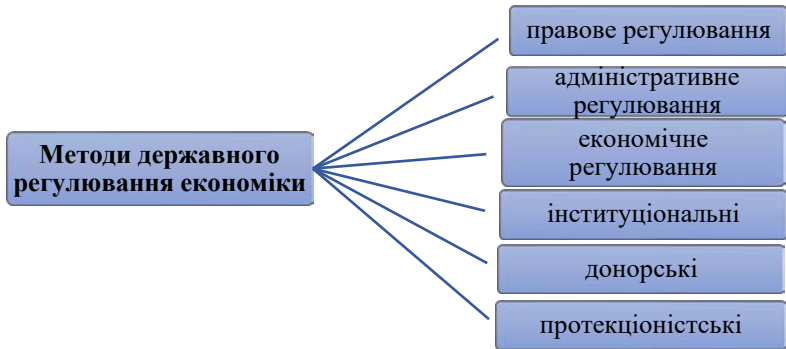 правове регулювання
адміністративне
регулювання
Методи державного
регулювання економіки
економічне
регулювання
інституціональні
донорські
протекціоністські